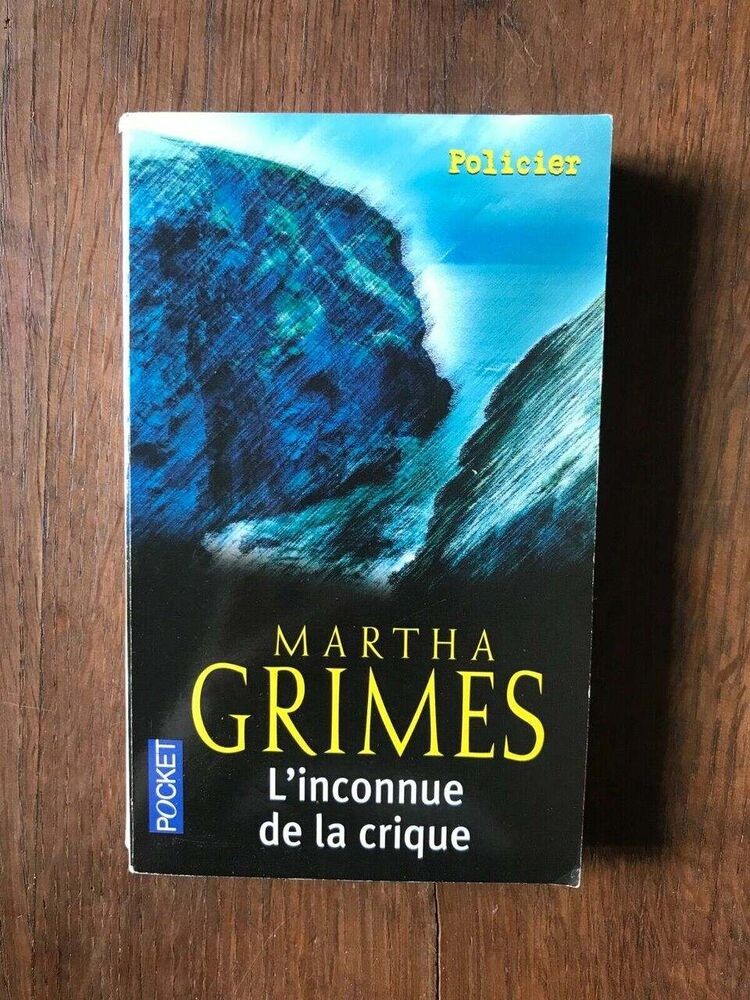 Policier
MARTHA
GRIMES
L'inconnue
de la crique
POCKET